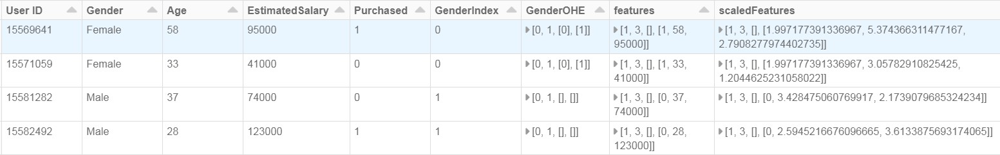 User ID Gender Age EstimatedSalary Purchased GenderIndex GenderOHE features scaledFeatures
15569641 Female 58 95000 1 0 [0, 1, [0], [1]] [1, 3, [], [1, 58, [1, 3, [], [1.997177391336967, 5.374366311477167,
95000]] 2.7908277974402735]]
15571059 Female 33 41000 0 0 [0, 1, [0], [1]] [1, 3, [], [1, 33, [1, 3, [], [1.997177391336967, 3.05782910825425,
41000]] 1.2044625231058022]]
15581282 Male 37 74000 0 1 [0, 1, [], []] [1, 3, [], [0, 37, [1, 3, [], [0, 3.428475060769917, 2.1739079685324234]]
74000]]
15582492 Male 28 123000 1 1 [0, 1, [], []] [1, 3, [], [0, 28, [1, 3, [], [0, 2.5945216676096665, 3.6133875693174065]]
123000]]